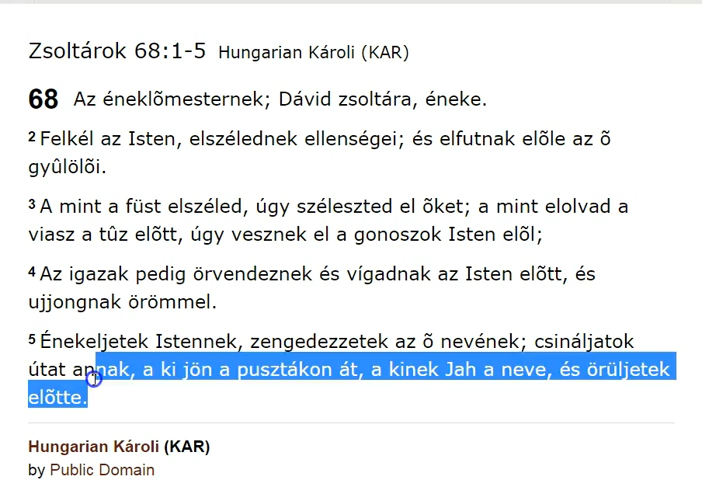 Zsoltárok 68:1-5 Hungarian Károli (KAR)
68 Az éneklõmesternek; Dávid zsoltára, éneke.
2 Felkél az Isten, elszélednek ellenségei; és elfutnak elõle az õ
gyûlölõi.
3 A mint a füst elszéled, úgy széleszted el õket; a mint elolvad a
viasz a tûz elõtt, úgy vesznek el a gonoszok Isten elõl;
4 Az igazak pedig örvendeznek és vígadnak az Isten elõtt, és
ujjongnak örömmel.
5 Énekeljetek Istennek, zengedezzetek az õ nevének; csináljatok
útat annak, a ki jön a pusztákon át, a kinek Jah a neve, és örüljetek
elõtte.
Hungarian Károli (KAR)
by Public Domain